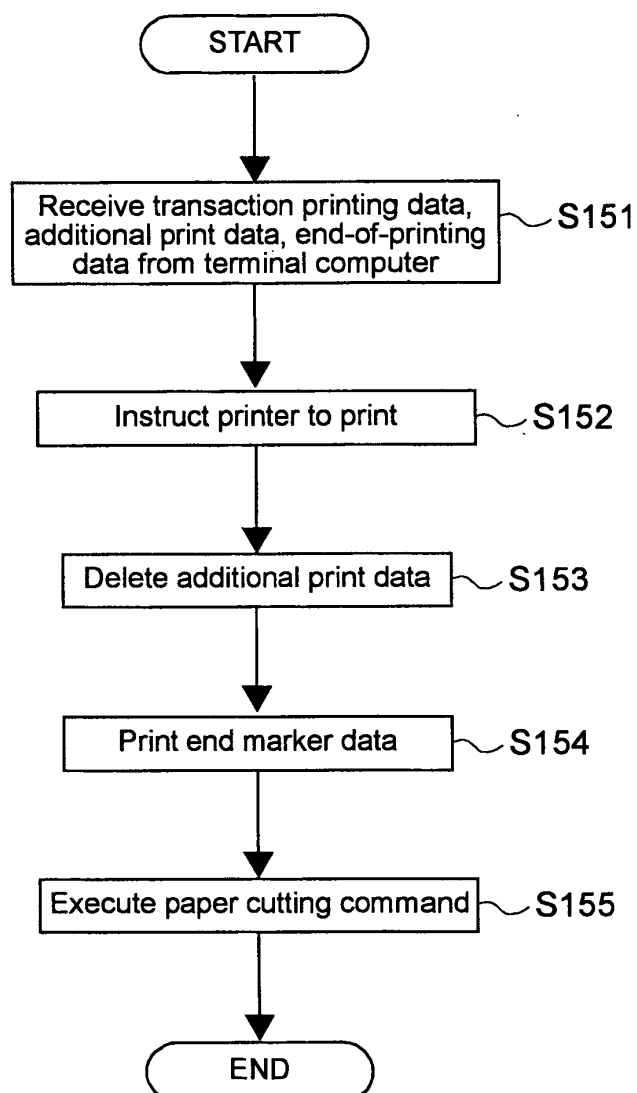 START
Receive transaction printing data,
additional print data, end-of-printing
data from terminal computer
S151
Instruct printer to print
S152
Delete additional print data
S153
Print end marker data
S154
Execute paper cutting command
S155
END